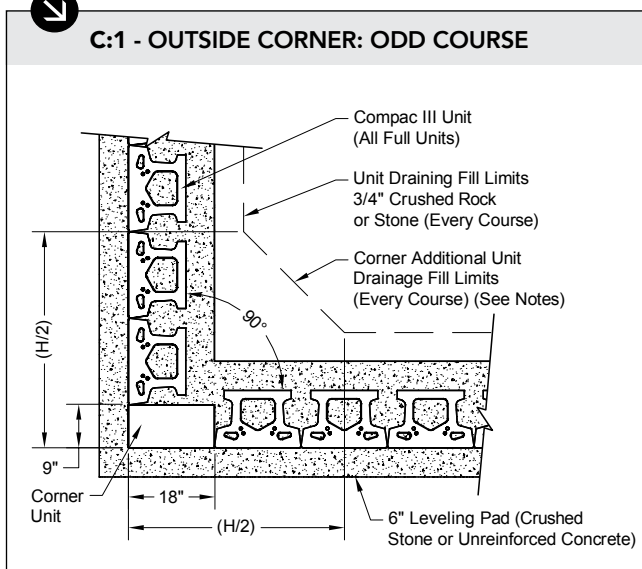 C:1 - OUTSIDE CORNER: ODD COURSE
Compac III Unit
(All Full Units)
Unit Draining Fill Limits
3/4" Crushed Rock
or Stone (Every Course)
Corner Additional Unit
Drainage Fill Limits
(Every Course) (See Notes)
90°
(H/2)
9"
Corner
Unit
18"
(H/2)
6" Leveling Pad (Crushed
Stone or Unreinforced Concrete)